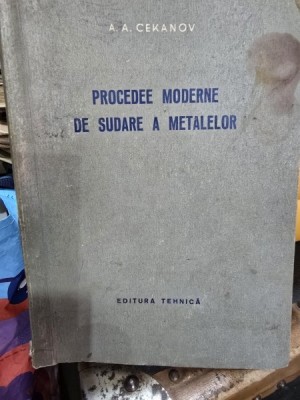 A. A. CEKANOV
PROCEDEE MODERNE
DE SUDARE A METALELOR
EDITURA TEHNICĂ